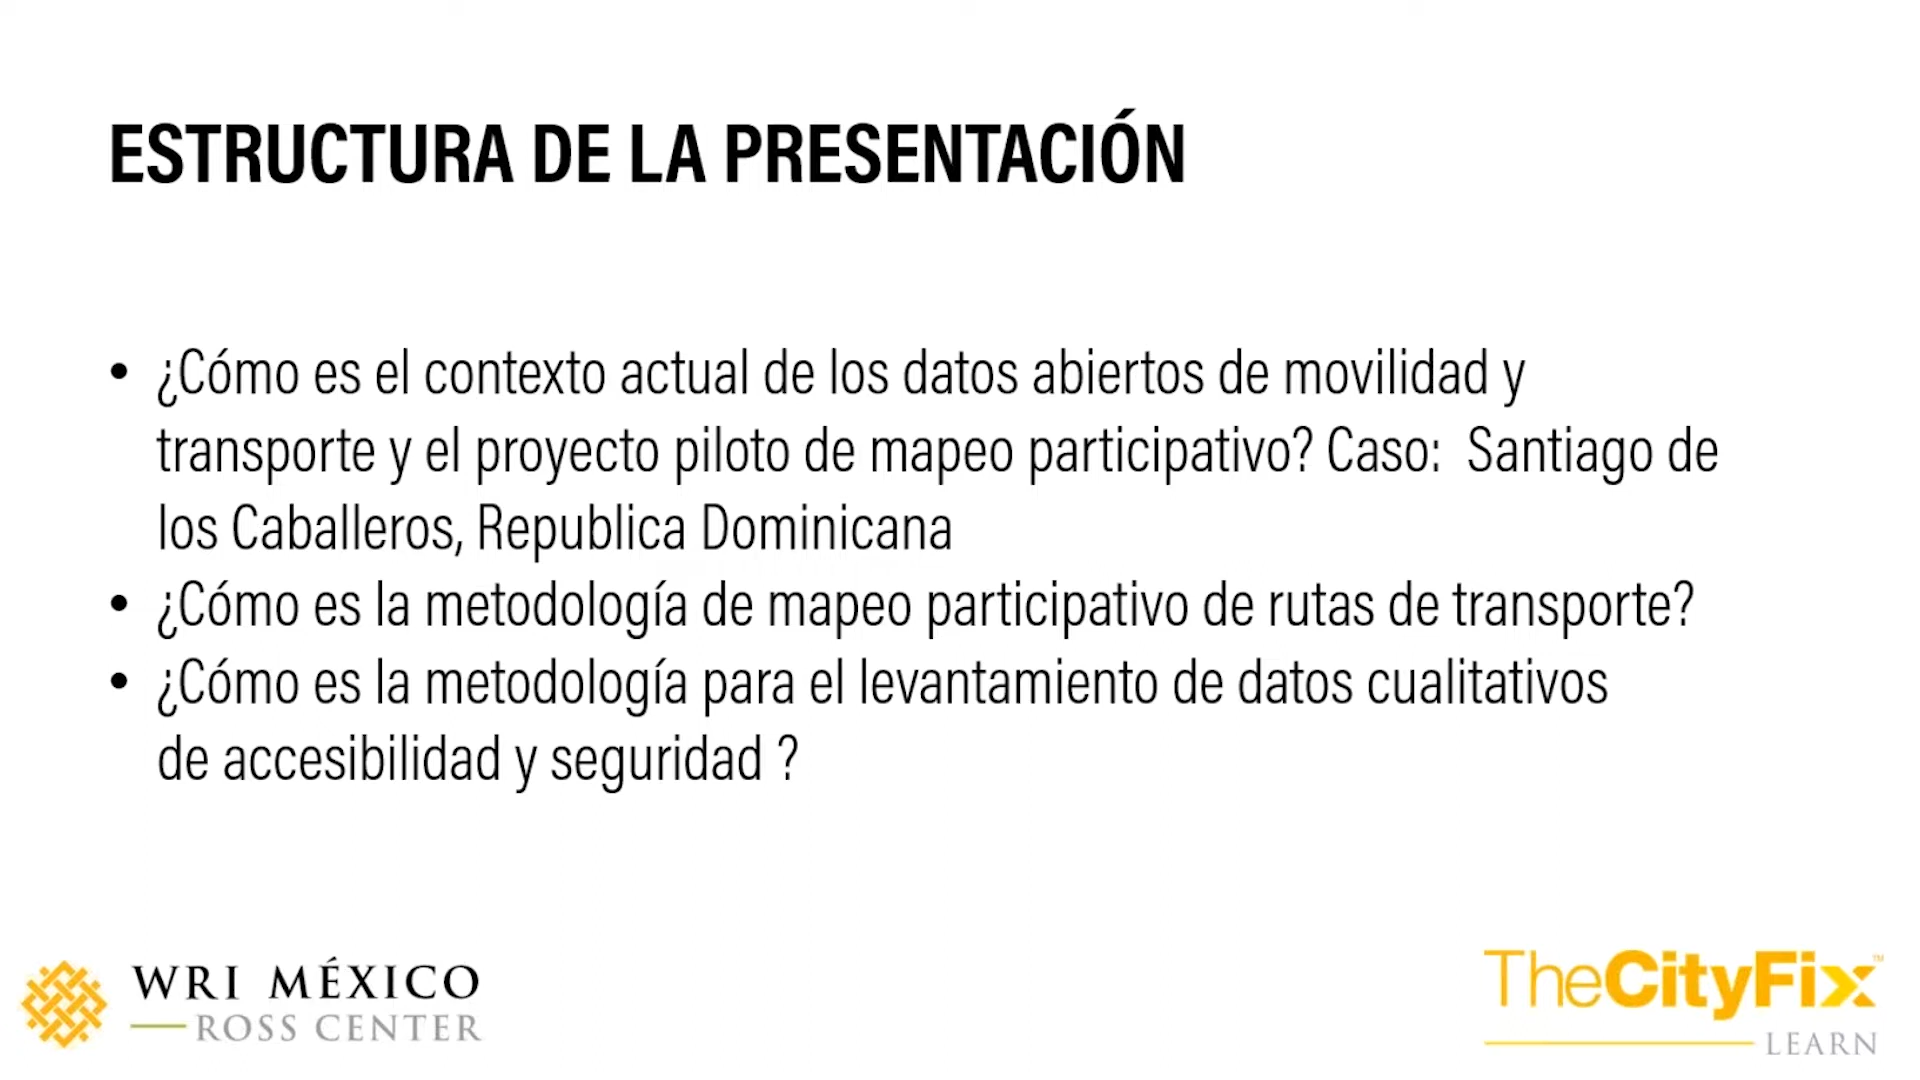 ESTRUCTURA DE LA PRESENTACIÓN
• ¿Cómo es el contexto actual de los datos abiertos de movilidad y
transporte y el proyecto piloto de mapeo participativo? Caso:  Santiago de
los Caballeros, Republica Dominicana
• ¿Cómo es la metodología de mapeo participativo de rutas de transporte?
• ¿Cómo es la metodología para el levantamiento de datos cualitativos
de accesibilidad y seguridad ?
WRI MÉXICO
ROSS CENTER
TheCityFix™
LEARN